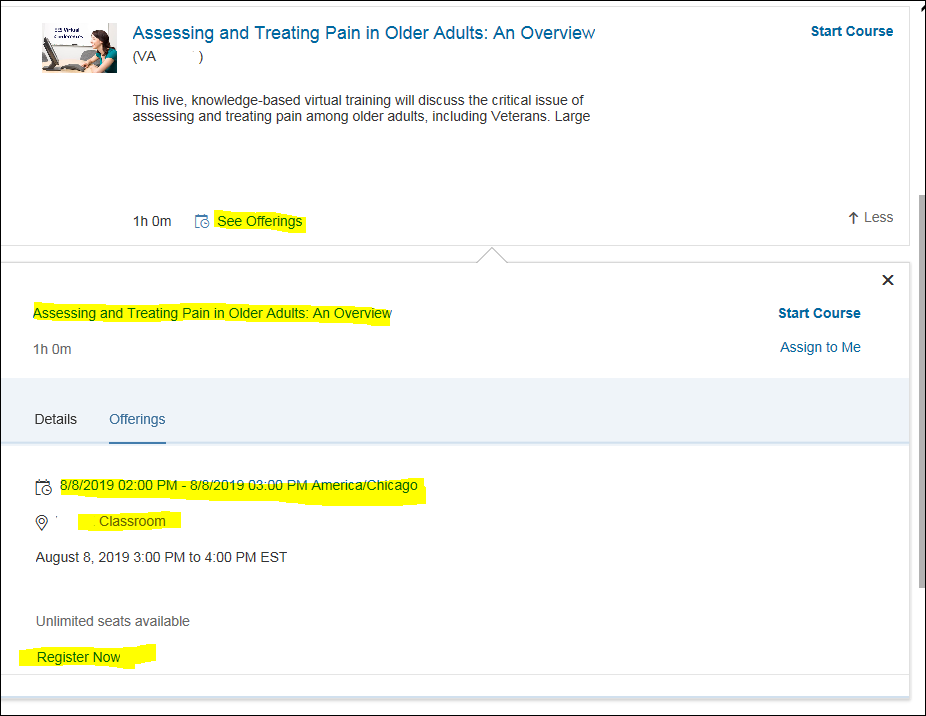 EES Virtual
Conferences
Assessing and Treating Pain in Older Adults: An Overview
Start Course
(VA )
This live, knowledge-based virtual training will discuss the critical issue of
assessing and treating pain among older adults, including Veterans. Large
1h 0m
See Offerings
Less
Assessing and Treating Pain in Older Adults: An Overview
Start Course
1h 0m
Assign to Me
Details
Offerings
8/8/2019 02:00 PM - 8/8/2019 03:00 PM America/Chicago
Classroom
August 8, 2019 3:00 PM to 4:00 PM EST
Unlimited seats available
Register Now